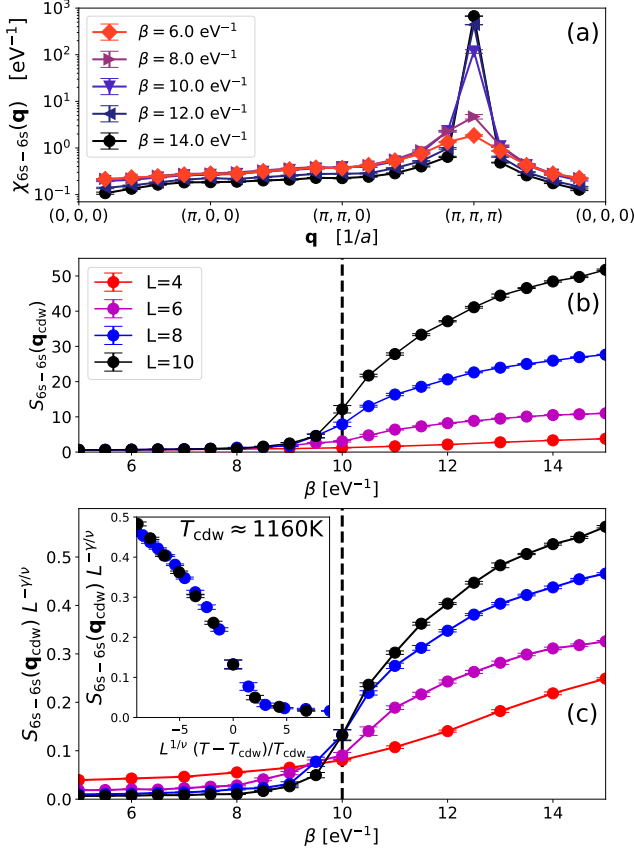 (a)
χ6s−6s(q) [eV⁻¹]
10³
10²
10¹
10⁰
10⁻¹
β = 6.0 eV⁻¹
β = 8.0 eV⁻¹
β = 10.0 eV⁻¹
β = 12.0 eV⁻¹
β = 14.0 eV⁻¹
(0, 0, 0) (π, 0, 0) (π, π, 0) (π, π, π) (0, 0, 0)
q [1/a]
(b)
S6s−6s(qcdw)
50
40
30
20
10
0
L=4
L=6
L=8
L=10
6 8 10 12 14
β [eV⁻¹]
(c)
S6s−6s(qcdw) L⁻γ/ν
0.5
0.4
0.3
0.2
0.1
0.0
Tcdw ≈ 1160K
S6s−6s(qcdw) L⁻γ/ν
0.5
0.4
0.3
0.2
0.1
0.0
−5 0 5
L¹/ν (T − Tcdw)/Tcdw
6 8 10 12 14
β [eV⁻¹]